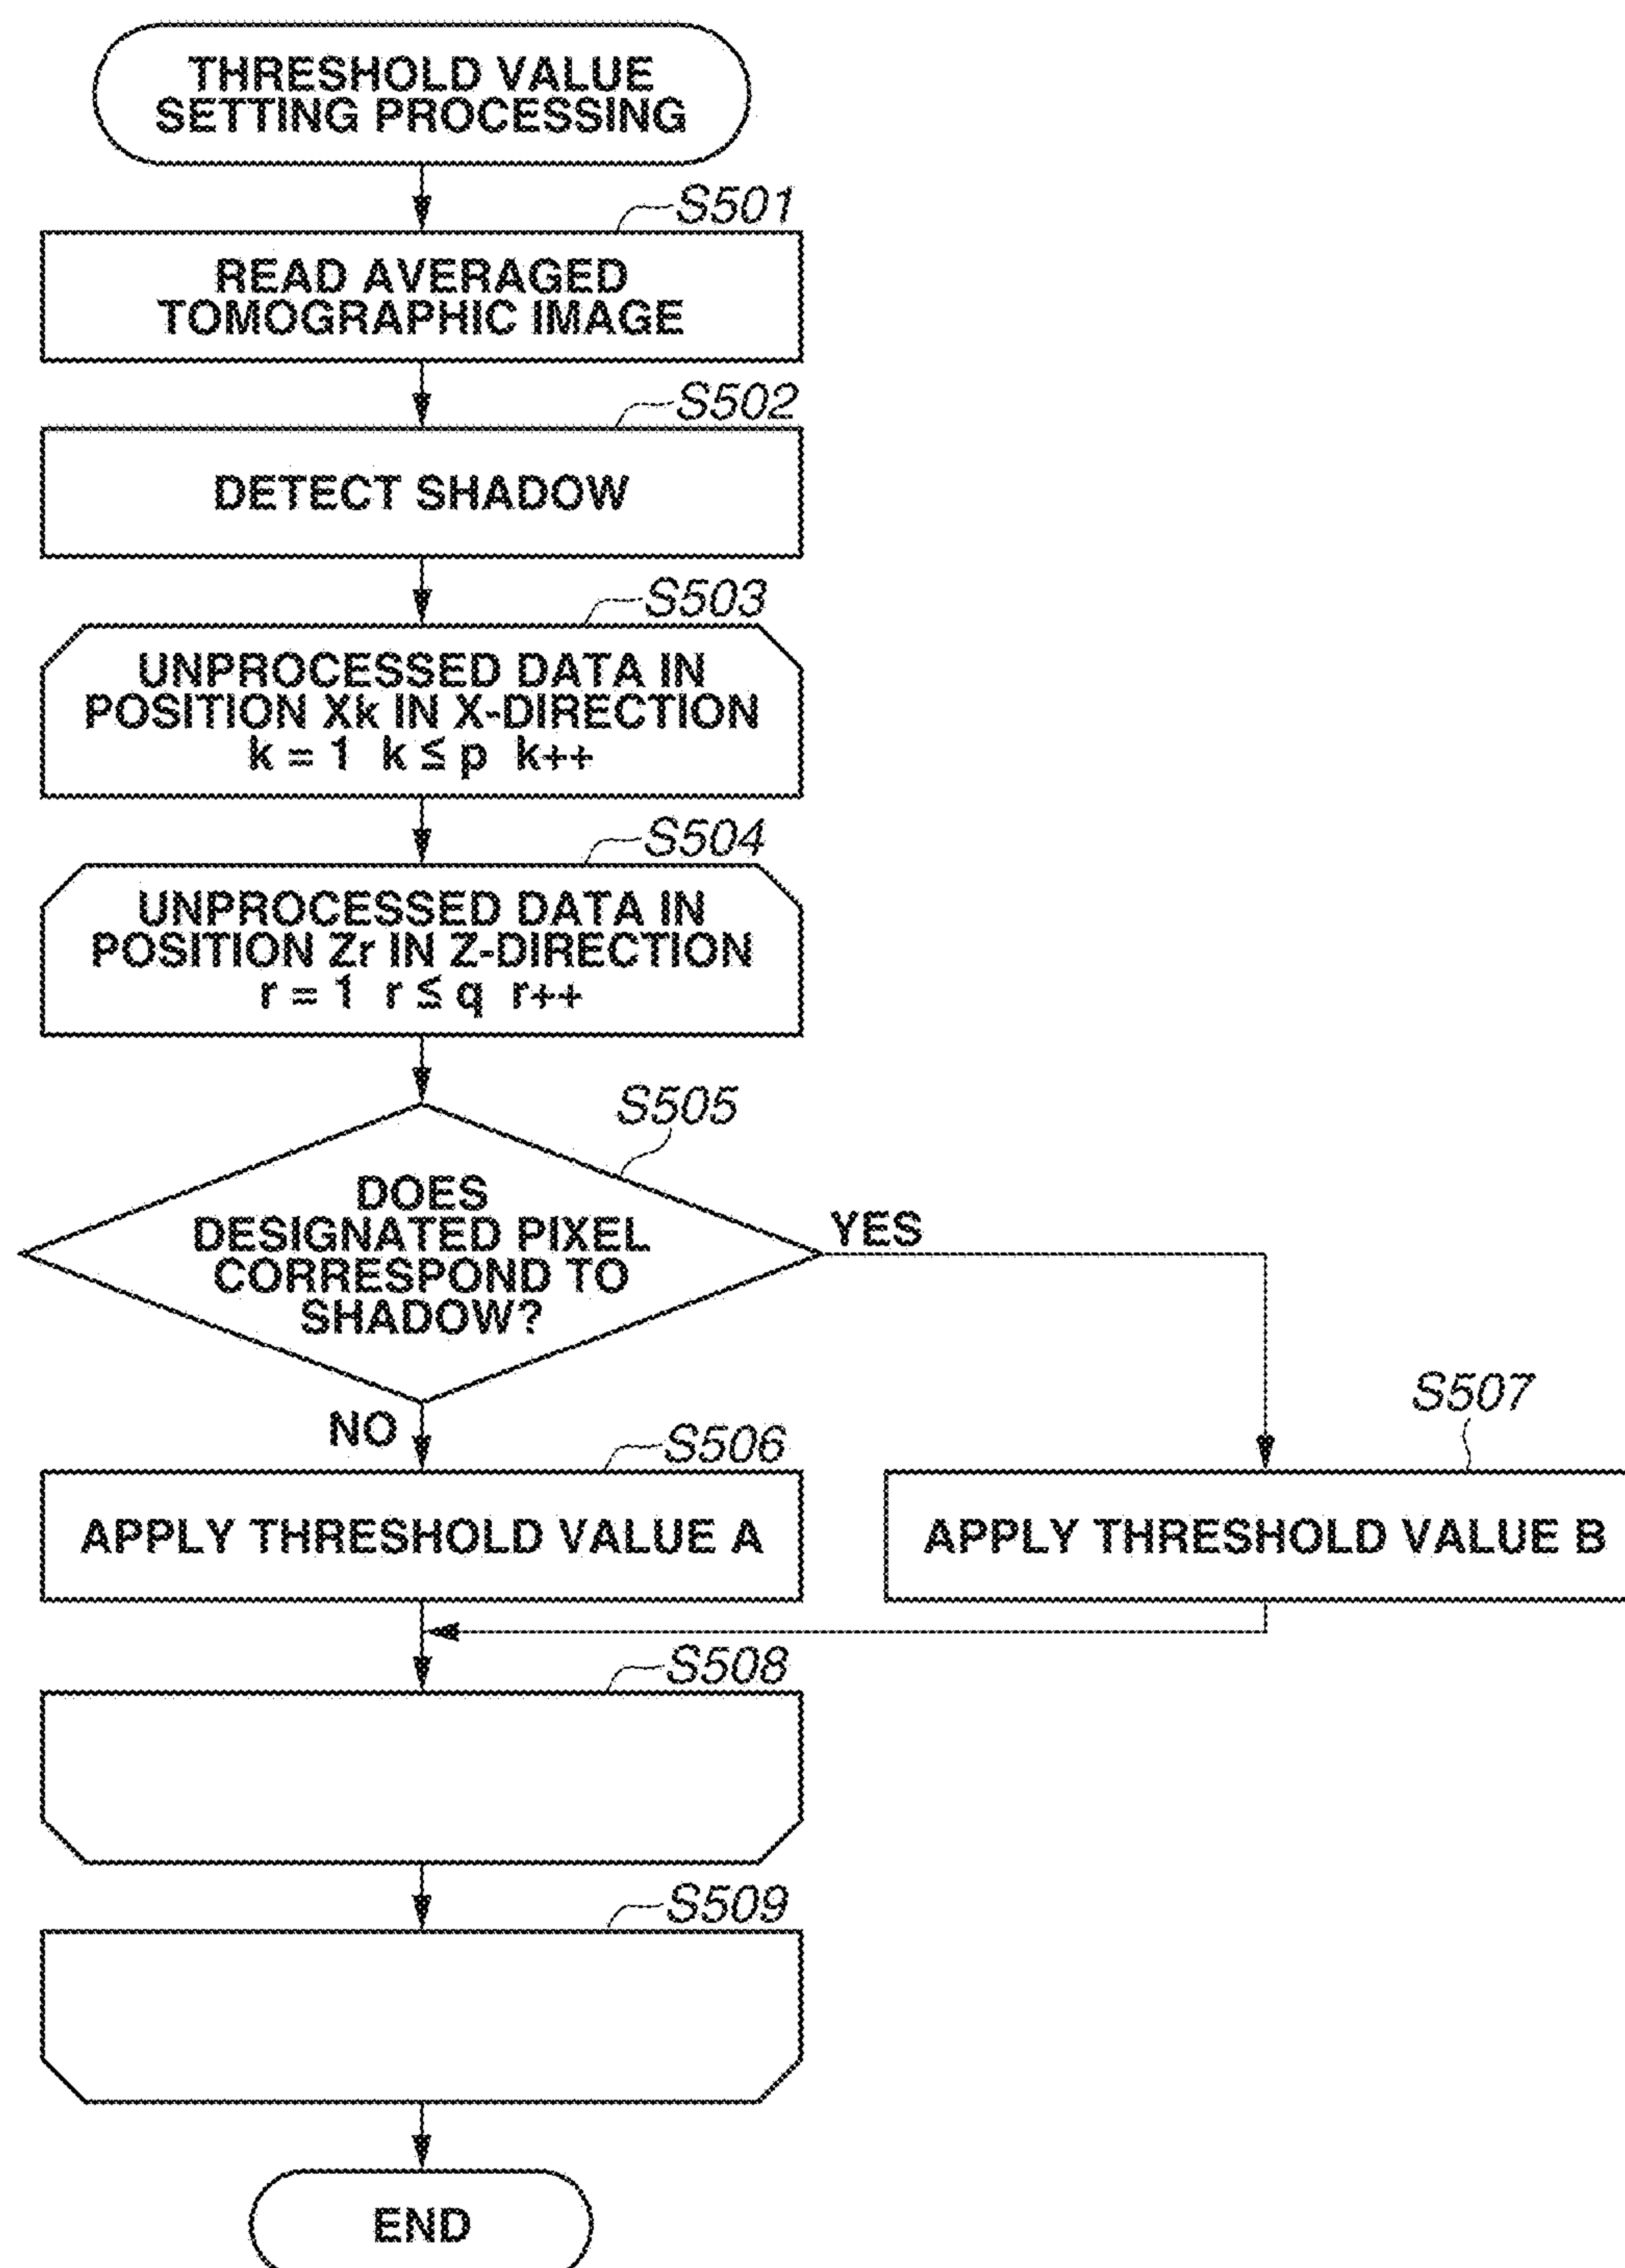 THRESHOLD VALUE
SETTING PROCESSING
S501
READ AVERAGED
TOMOGRAPHIC IMAGE
S502
DETECT SHADOW
S503
UNPROCESSED DATA IN
POSITION Xk IN X-DIRECTION
k = 1 k ≦ p k++
S504
UNPROCESSED DATA IN
POSITION Zr IN Z-DIRECTION
r = 1 r ≦ q r++
S505
DOES
DESIGNATED PIXEL
CORRESPOND TO
SHADOW?
YES
NO
S506
APPLY THRESHOLD VALUE A
S507
APPLY THRESHOLD VALUE B
S508
S509
END